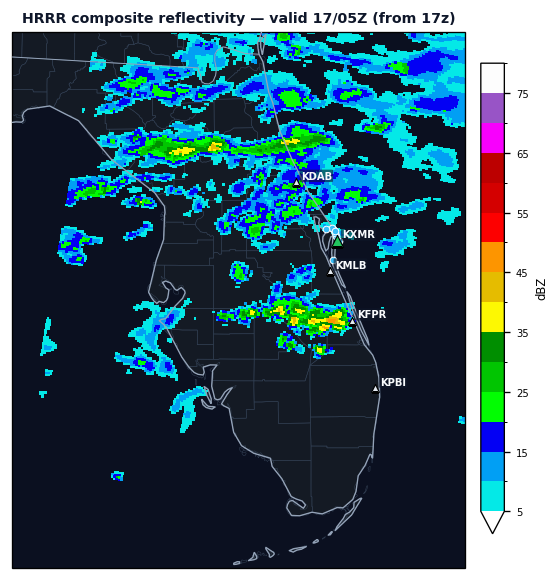 HRRR composite reflectivity — valid 17/05Z (from 17z)
KDAB
KXMR
KMLB
KFPR
KPBI
75
65
55
45
35
25
15
5
dBZ